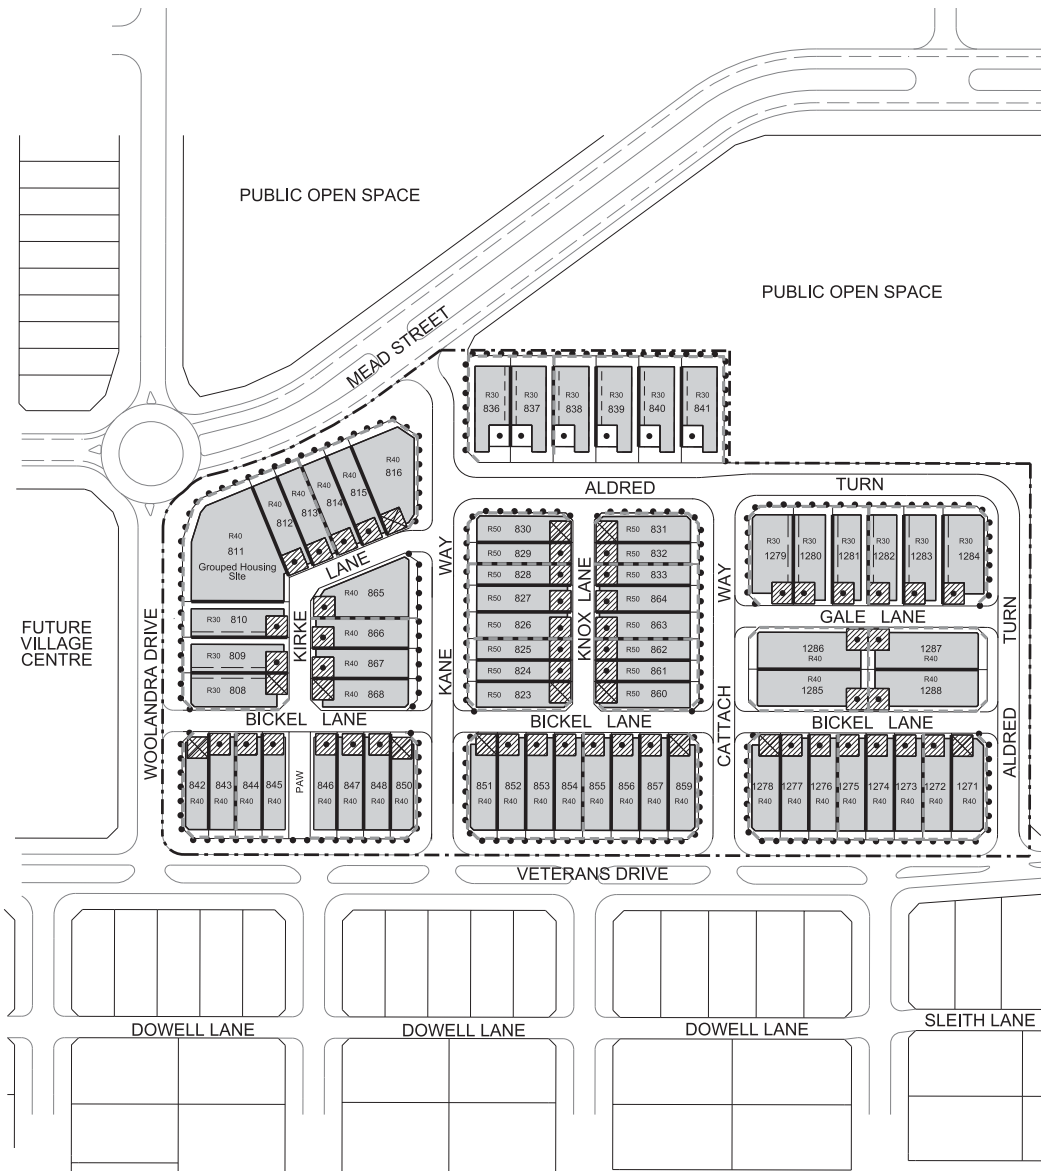 PUBLIC OPEN SPACE
PUBLIC OPEN SPACE
MEAD STREET
R30 836
R30 837
R30 838
R30 839
R30 840
R30 841
R40 816
R40 815
R40 814
R40 813
R40 812
R40
811
Grouped Housing
Site
LANE
ALDRED
TURN
WAY
R50 830
R50 829
R50 828
R50 827
R50 826
R50 825
R50 824
R50 823
KNOX LANE
R50 831
R50 832
R50 833
R50 864
R50 863
R50 862
R50 861
R50 860
WAY
R30 1279
R30 1280
R30 1281
R30 1282
R30 1283
R30 1284
GALE LANE
TURN
FUTURE
VILLAGE
CENTRE
WOOLANDRA DRIVE
R30 810
R30 809
R30 808
KIRKE
R40 865
R40 866
R40 867
R40 868
KANE
CATTACH
1286
R40
1287
R40
R40
1285
R40
1288
ALDRED
BICKEL LANE
BICKEL LANE
BICKEL LANE
842 R40
843 R40
844 R40
845 R40
PAW
846 R40
847 R40
848 R40
850 R40
851 R40
852 R40
853 R40
854 R40
855 R40
856 R40
857 R40
859 R40
1278 R40
1277 R40
1276 R40
1275 R40
1274 R40
1273 R40
1272 R40
1271 R40
VETERANS DRIVE
DOWELL LANE
DOWELL LANE
DOWELL LANE
SLEITH LANE